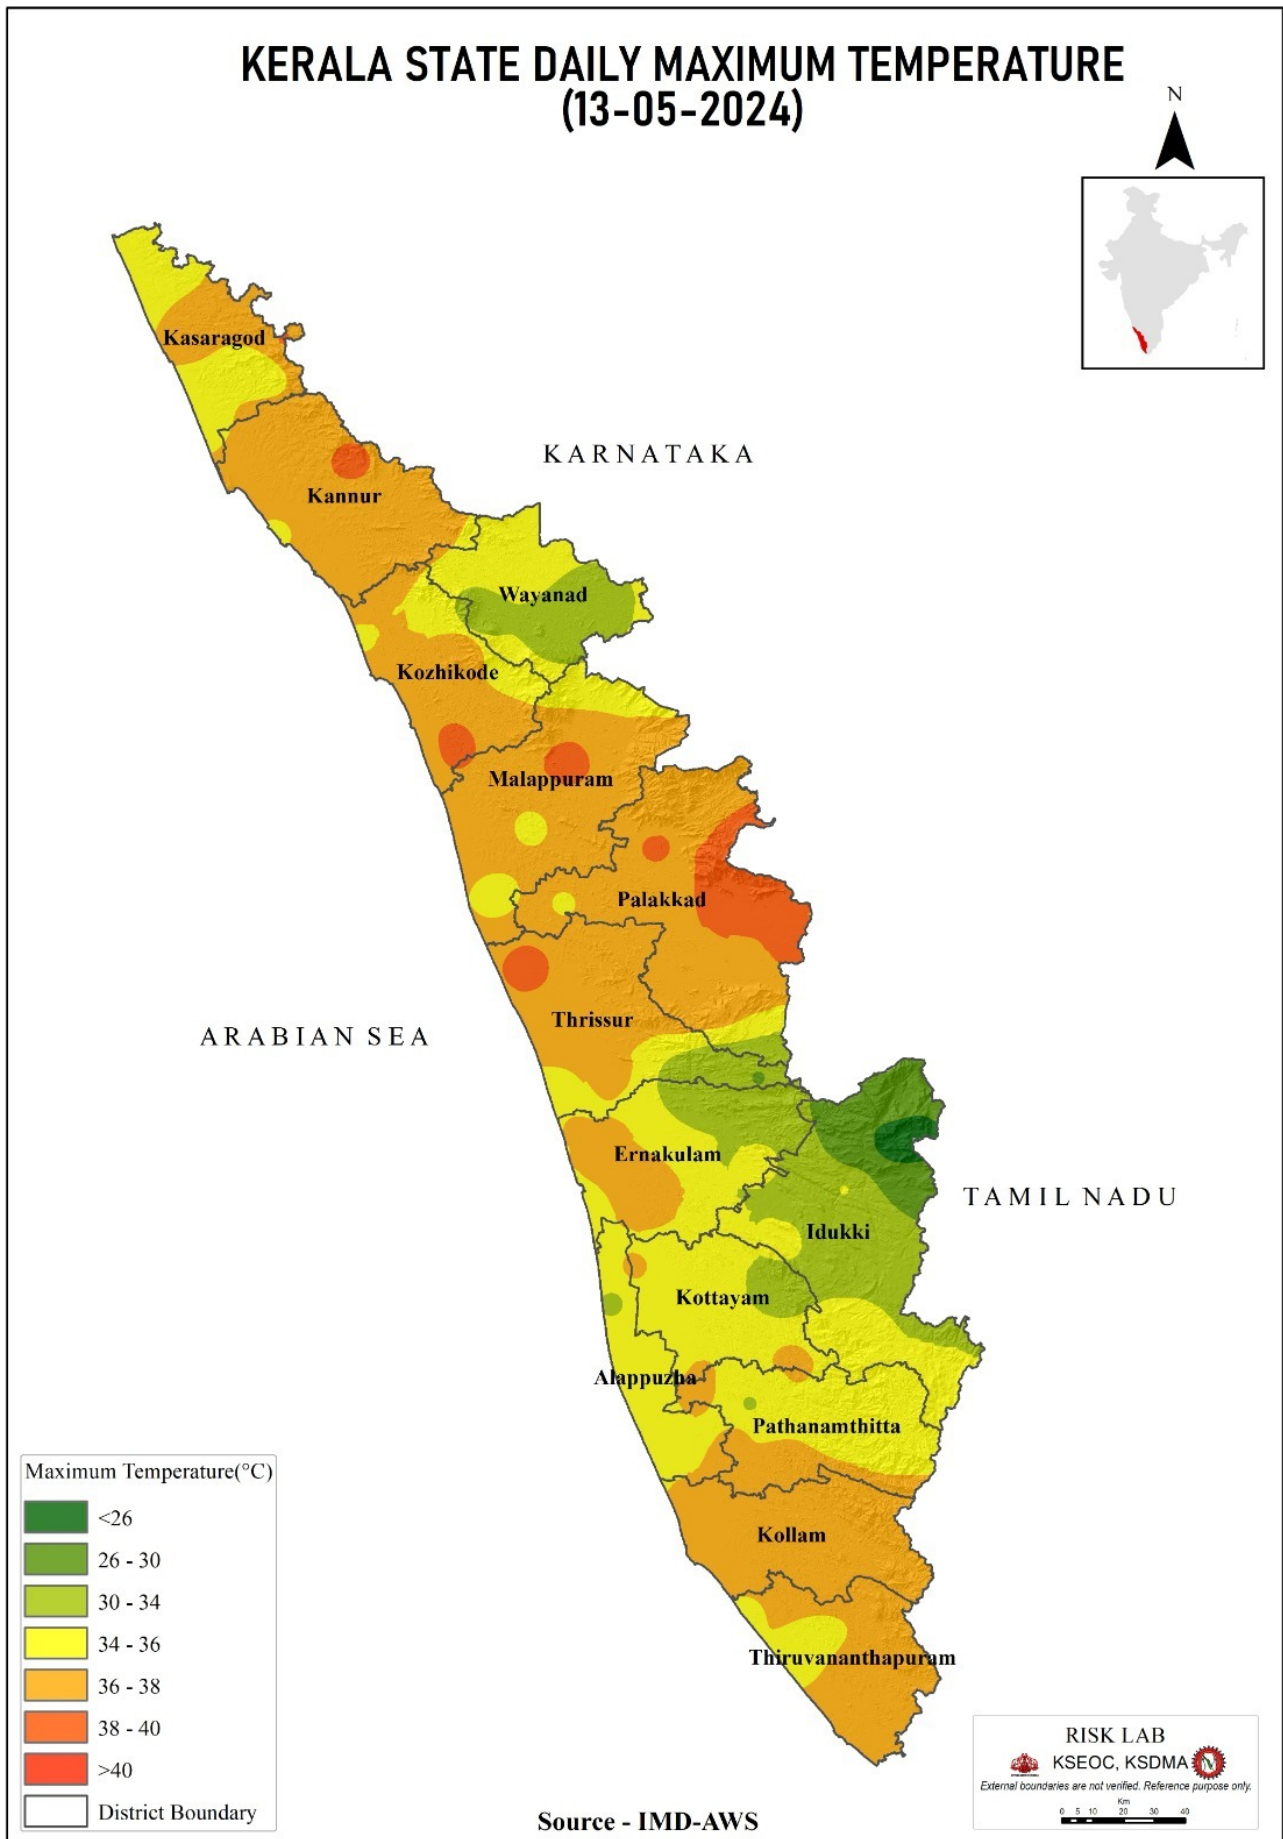 KERALA STATE DAILY MAXIMUM TEMPERATURE
(13-05-2024)
N
Kasaragod
KARNATAKA
Kannur
Wayanad
Kozhikode
Malappuram
Palakkad
Thrissur
ARABIAN SEA
Ernakulam
TAMIL NADU
Idukki
Kottayam
Alappuzha
Pathanamthitta
Kollam
Thiruvananthapuram
Maximum Temperature(°C)
<26
26 - 30
30 - 34
34 - 36
36 - 38
38 - 40
>40
District Boundary
Source - IMD-AWS
RISK LAB
KSEOC, KSDMA
External boundaries are not verified. Reference purpose only.
Km
0 5 10 20 30 40